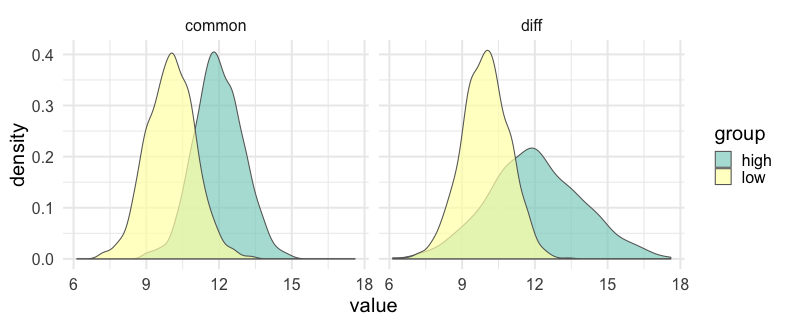 common diff
density
0.4
0.3
0.2
0.1
0.0
6 9 12 15 18 6 9 12 15 18
value
group
high
low